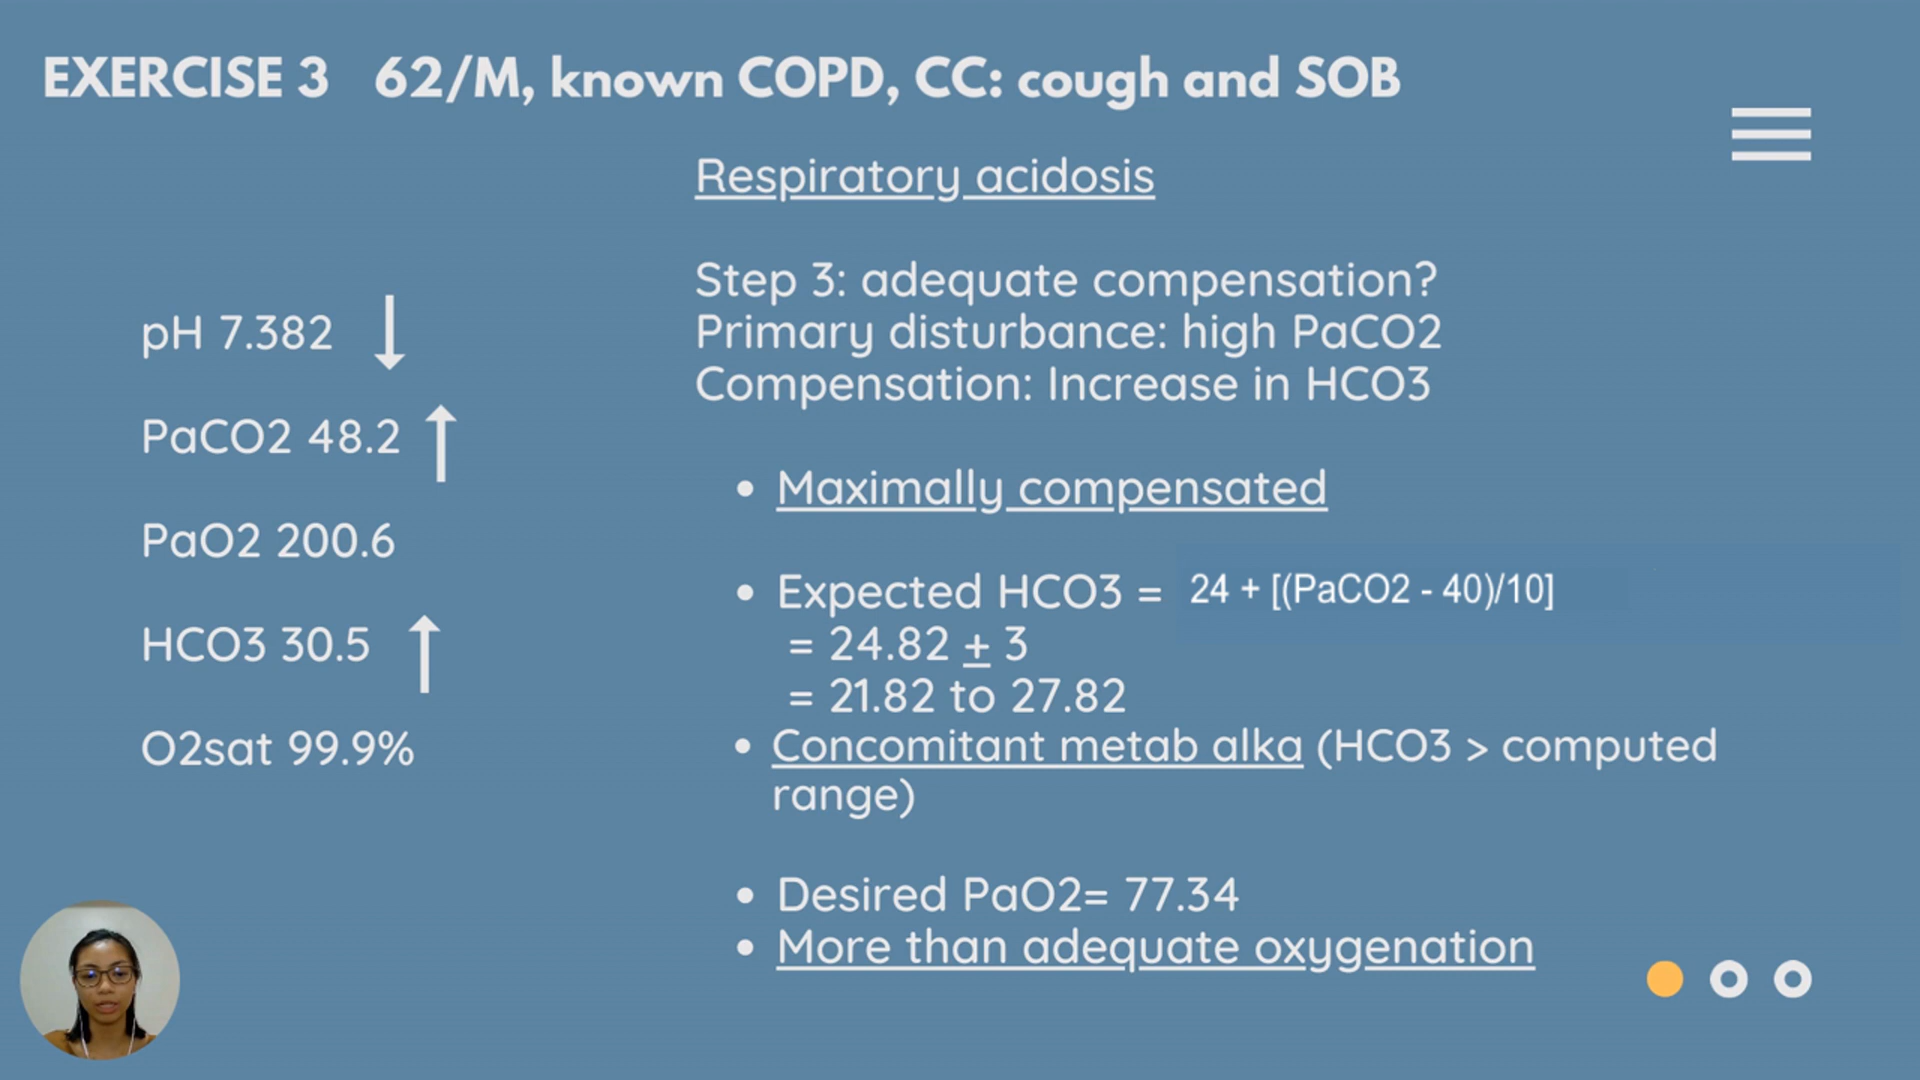 EXERCISE 3 62/M, known COPD, CC: cough and SOB
Respiratory acidosis
Step 3: adequate compensation?
Primary disturbance: high PaCO2
Compensation: Increase in HCO3
pH 7.382
PaCO2 48.2
PaO2 200.6
HCO3 30.5
O2sat 99.9%
• Maximally compensated
• Expected HCO3 = 24 + [(PaCO2 - 40)/10]
= 24.82 ± 3
= 21.82 to 27.82
• Concomitant metab alka (HCO3 > computed
range)
• Desired PaO2= 77.34
• More than adequate oxygenation